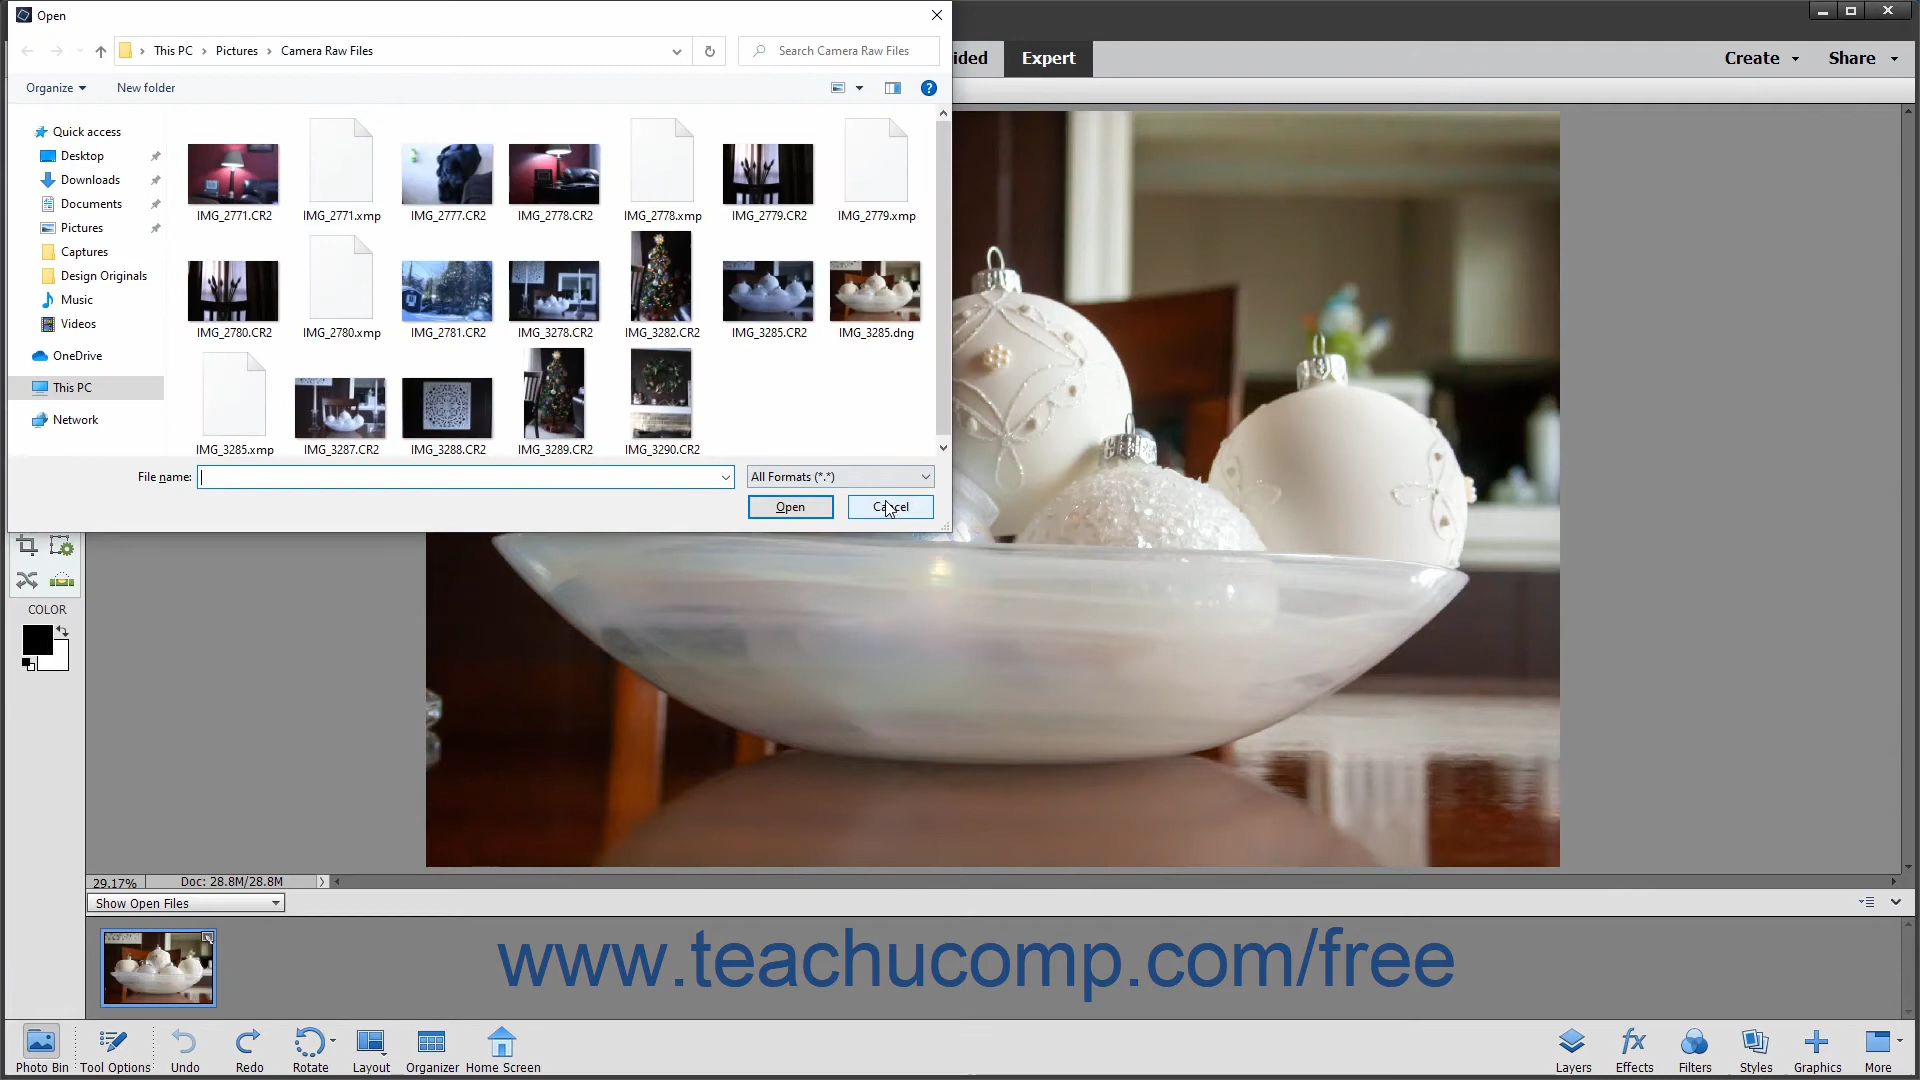 Open
This PC
Pictures
Camera Raw Files
Search Camera Raw Files
ided
Expert
Create
Share
Organize
New folder
Quick access
Desktop
Downloads
Documents
Pictures
Captures
Design Originals
Music
Videos
OneDrive
This PC
Network
IMG_2771.CR2
IMG_2771.xmp
IMG_2777.CR2
IMG_2778.CR2
IMG_2778.xmp
IMG_2779.CR2
IMG_2779.xmp
IMG_2780.CR2
IMG_2780.xmp
IMG_2781.CR2
IMG_3278.CR2
IMG_3282.CR2
IMG_3285.CR2
IMG_3285.dng
IMG_3285.xmp
IMG_3287.CR2
IMG_3288.CR2
IMG_3289.CR2
IMG_3290.CR2
File name:
All Formats (*.*)
Open
Cancel
COLOR
29.17%
Doc: 28.8M/28.8M
Show Open Files
www.teachucomp.com/free
Photo Bin
Tool Options
Undo
Redo
Rotate
Layout
Organizer
Home Screen
Layers
fx
Effects
Filters
Styles
Graphics
More